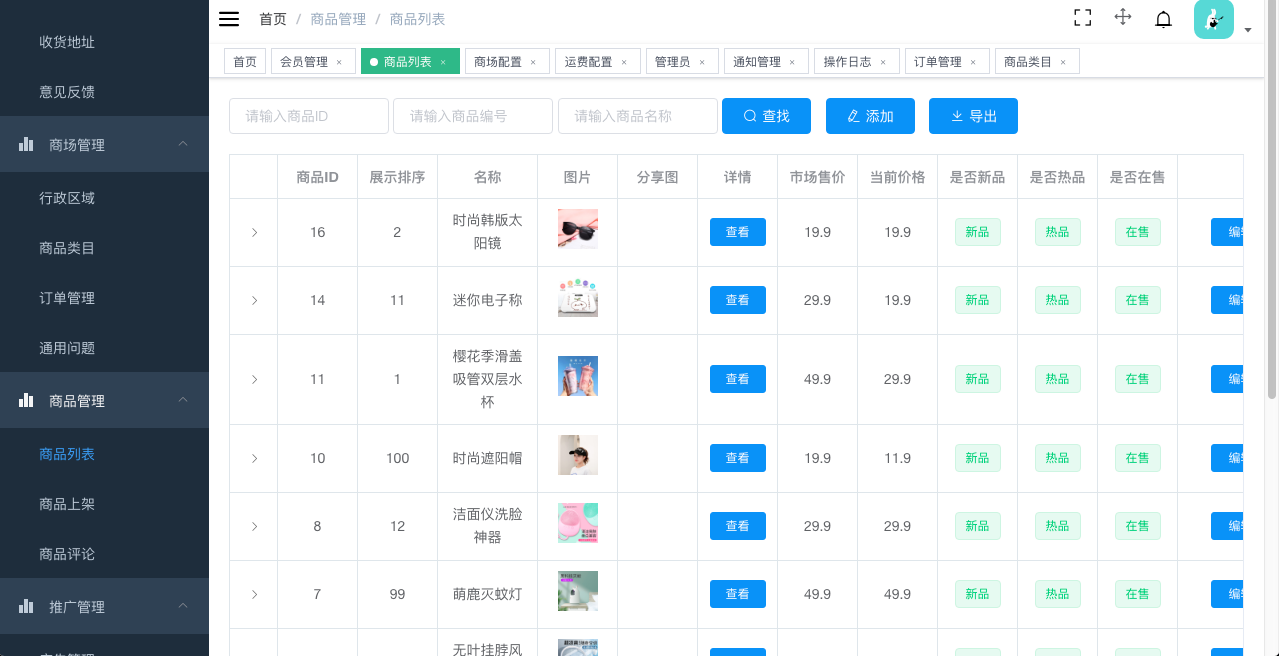 收货地址
意见反馈
商场管理
行政区域
商品类目
订单管理
通用问题
商品管理
商品列表
商品上架
商品评论
推广管理
首页 / 商品管理 / 商品列表
首页 会员管理 × 商品列表 × 商场配置 × 运费配置 × 管理员 × 通知管理 × 操作日志 × 订单管理 × 商品类目 ×
请输入商品ID 请输入商品编号 请输入商品名称 查找 添加 导出
商品ID 展示排序 名称 图片 分享图 详情 市场售价 当前价格 是否新品 是否热品 是否在售
16 2 时尚韩版太阳镜 查看 19.9 19.9 新品 热品 在售 编
14 11 迷你电子称 查看 29.9 19.9 新品 热品 在售 编
11 1 樱花季滑盖吸管双层水杯 查看 49.9 29.9 新品 热品 在售 编
10 100 时尚遮阳帽 查看 19.9 11.9 新品 热品 在售 编
8 12 洁面仪洗脸神器 查看 29.9 29.9 新品 热品 在售 编
7 99 萌鹿灭蚊灯 查看 49.9 49.9 新品 热品 在售 编
无叶挂脖风